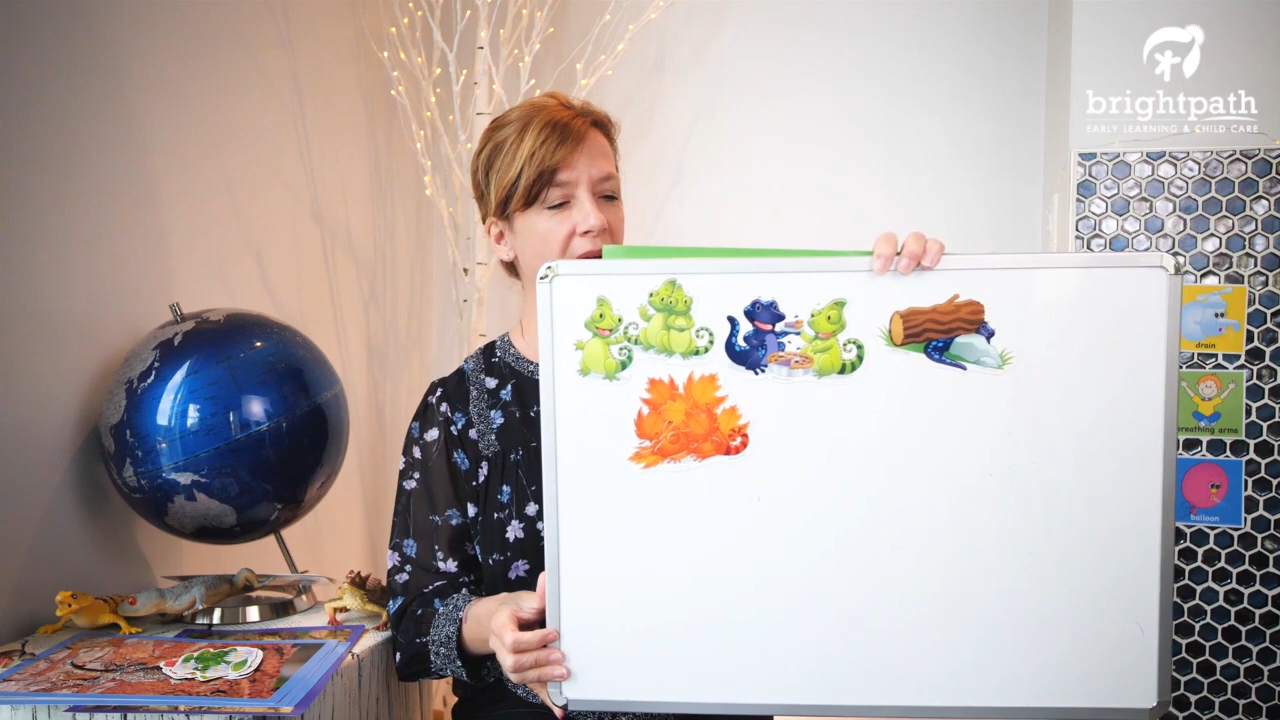 brightpath
EARLY LEARNING & CHILD CARE
drain
breathing arms
balloon